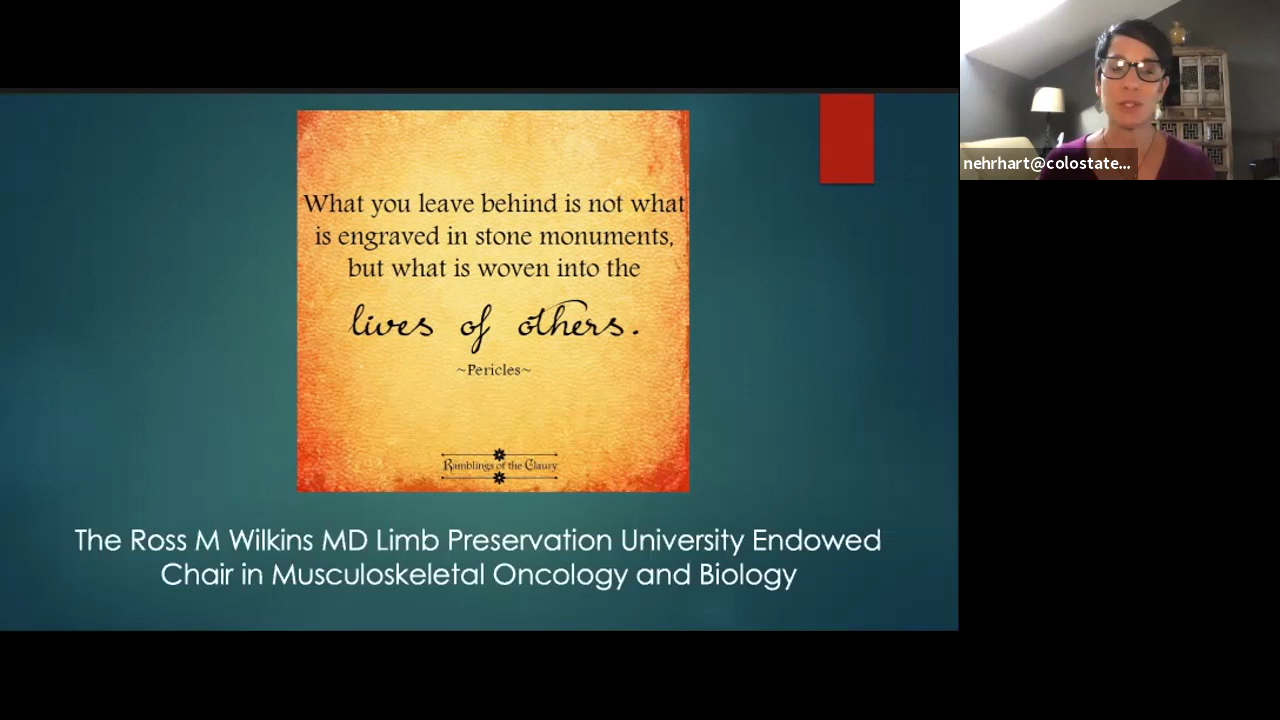 What you leave behind is not what
is engraved in stone monuments,
but what is woven into the
lives of others.
~Pericles~
Ramblings of the Claury
The Ross M Wilkins MD Limb Preservation University Endowed
Chair in Musculoskeletal Oncology and Biology
nehrhart@colostate...